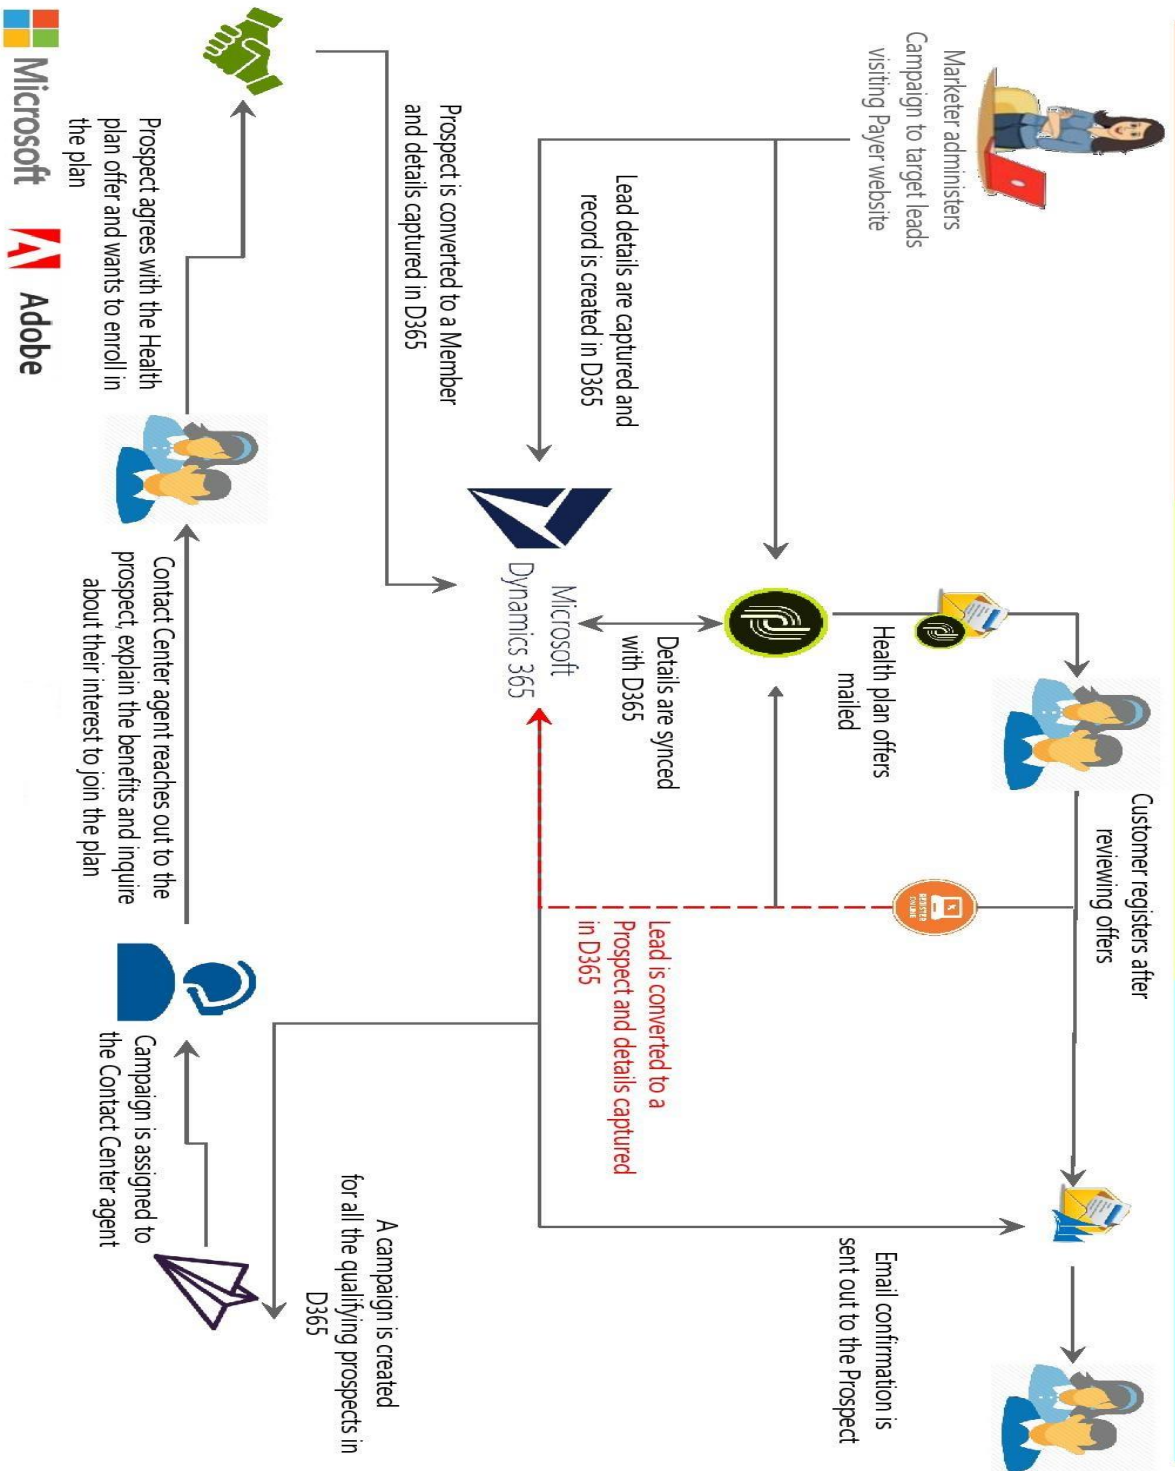 Marketer administers
Campaign to target leads
visiting Payer website
Lead details are captured and
record is created in D365
Prospect is converted to a Member
and details captured in D365
Prospect agrees with the Health
plan offer and wants to enroll in
the plan
Microsoft
Adobe
Health plan offers
mailed
Details are synced
with D365
Microsoft
Dynamics 365
Customer registers after
reviewing offers
REGISTER
ONLINE
Lead is converted to a
Prospect and details captured
in D365
Contact Center agent reaches out to the
prospect, explain the benefits and inquire
about their interest to join the plan
Email confirmation is
sent out to the Prospect
A campaign is created
for all the qualifying prospects in
D365
Campaign is assigned to
the Contact Center agent